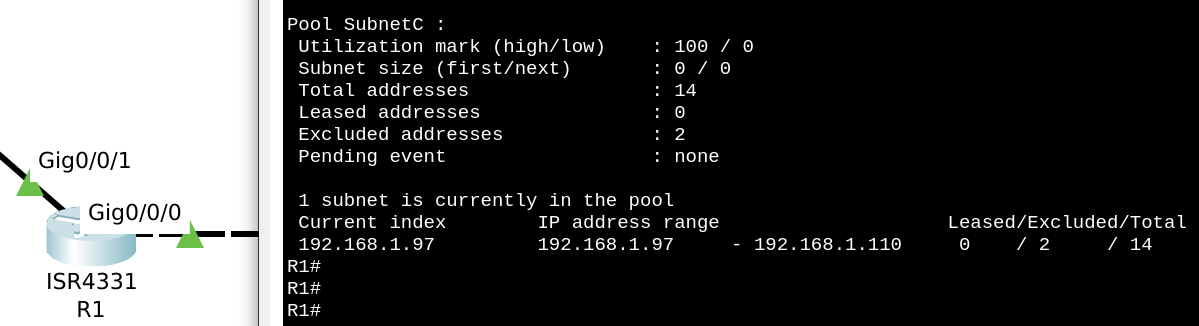 Gig0/0/1
Gig0/0/0
ISR4331
R1
Pool SubnetC :
Utilization mark (high/low) : 100 / 0
Subnet size (first/next) : 0 / 0
Total addresses : 14
Leased addresses : 0
Excluded addresses : 2
Pending event : none
1 subnet is currently in the pool
Current index IP address range Leased/Excluded/Total
192.168.1.97 192.168.1.97 - 192.168.1.110 0 / 2 / 14
R1#
R1#
R1#